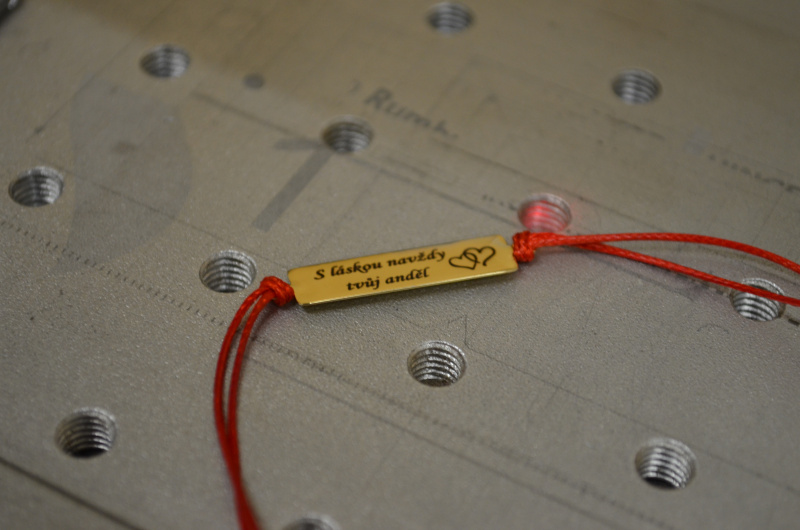 S láskou navždy
tvůj anděl